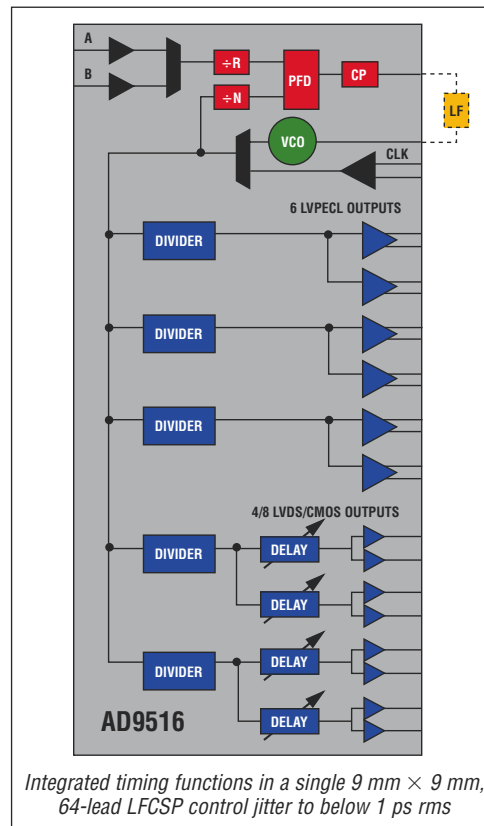 A
B
÷R
÷N
PFD
CP
LF
VCO
CLK
6 LVPECL OUTPUTS
DIVIDER
DIVIDER
DIVIDER
4/8 LVDS/CMOS OUTPUTS
DIVIDER
DELAY
DELAY
DIVIDER
DELAY
DELAY
AD9516
Integrated timing functions in a single 9 mm × 9 mm,
64-lead LFCSP control jitter to below 1 ps rms